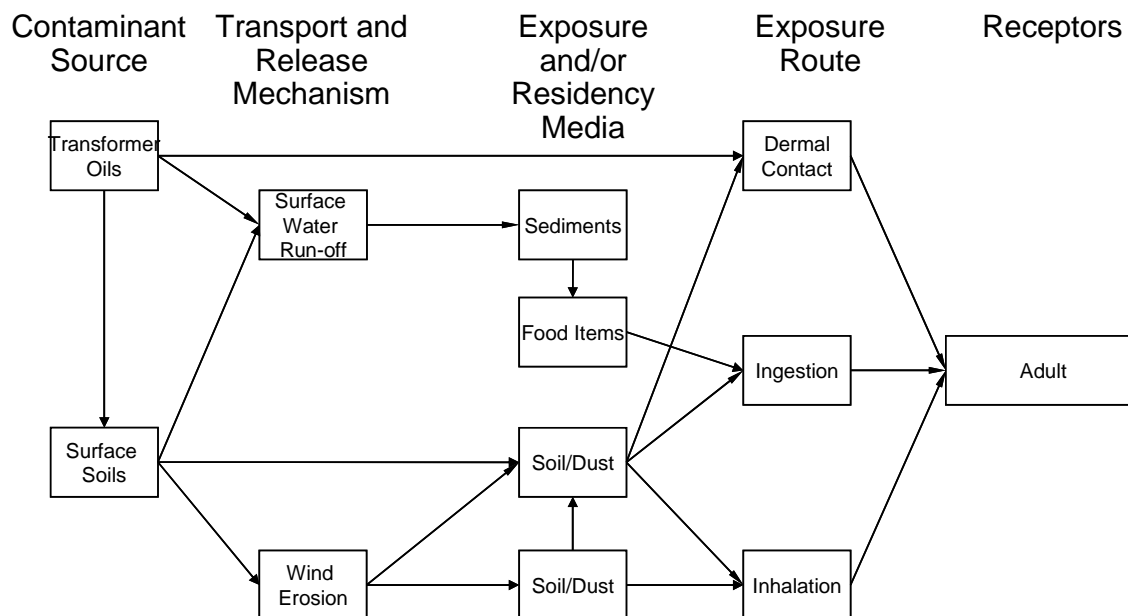 Contaminant
Source
Transport and
Release
Mechanism
Exposure
and/or
Residency
Media
Exposure
Route
Receptors
Transformer
Oils
Dermal
Contact
Surface
Water
Run-off
Sediments
Food Items
Ingestion
Adult
Surface
Soils
Soil/Dust
Wind
Erosion
Soil/Dust
Inhalation